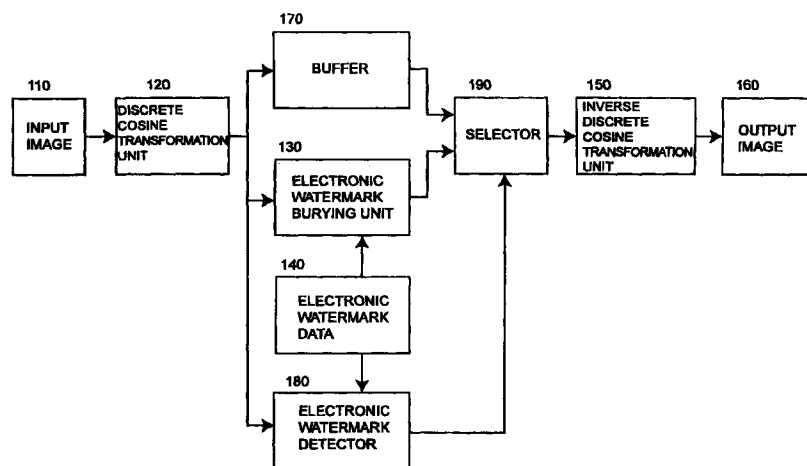 170
BUFFER
110
INPUT
IMAGE
120
DISCRETE
COSINE
TRANSFORMATION
UNIT
190
SELECTOR
150
INVERSE
DISCRETE
COSINE
TRANSFORMATION
UNIT
160
OUTPUT
IMAGE
130
ELECTRONIC
WATERMARK
BURYING UNIT
140
ELECTRONIC
WATERMARK
DATA
180
ELECTRONIC
WATERMARK
DETECTOR